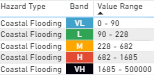 Hazard Type Band Value Range
Coastal Flooding VL 0 - 90
Coastal Flooding L 90 - 228
Coastal Flooding M 228 - 682
Coastal Flooding H 682 - 1685
Coastal Flooding VH 1685 - 500000